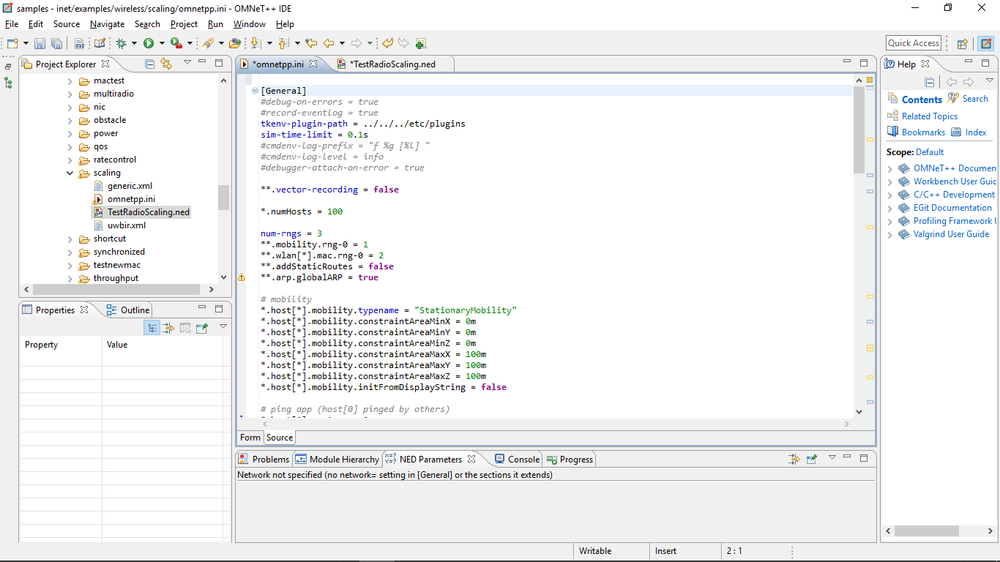 samples - inet/examples/wireless/scaling/omnetpp.ini - OMNeT++ IDE
File Edit Source Navigate Search Project Run Window Help
Quick Access
Project Explorer
mactest
multiradio
nic
obstacle
power
qos
ratecontrol
scaling
generic.xml
omnetpp.ini
TestRadioScaling.ned
uwbir.xml
shortcut
synchronized
testnewmac
throughput
Properties Outline
Property Value
*omnetpp.ini *TestRadioScaling.ned
[General]
#debug-on-errors = true
#record-eventlog = true
tkenv-plugin-path = ../../../etc/plugins
sim-time-limit = 0.1s
#cmdenv-log-prefix = "f %g [%l] "
#cmdenv-log-level = info
#debugger-attach-on-error = true
**.vector-recording = false
*.numHosts = 100
num-rngs = 3
**.mobility.rng-0 = 1
**.wlan[*].mac.rng-0 = 2
**.addStaticRoutes = false
**.arp.globalARP = true
# mobility
*.host[*].mobility.typename = "StationaryMobility"
*.host[*].mobility.constraintAreaMinX = 0m
*.host[*].mobility.constraintAreaMinY = 0m
*.host[*].mobility.constraintAreaMinZ = 0m
*.host[*].mobility.constraintAreaMaxX = 100m
*.host[*].mobility.constraintAreaMaxY = 100m
*.host[*].mobility.constraintAreaMaxZ = 100m
*.host[*].mobility.initFromDisplayString = false
# ping app (host[0] pinged by others)
Form Source
Problems Module Hierarchy NED Parameters Console Progress
Network not specified (no network= setting in [General] or the sections it extends)
Help
Contents Search
Related Topics
Bookmarks Index
Scope: Default
OMNeT++ Documen
Workbench User Guid
C/C++ Development
EGit Documentation
Profiling Framework U
Valgrind User Guide
Writable Insert 2 : 1